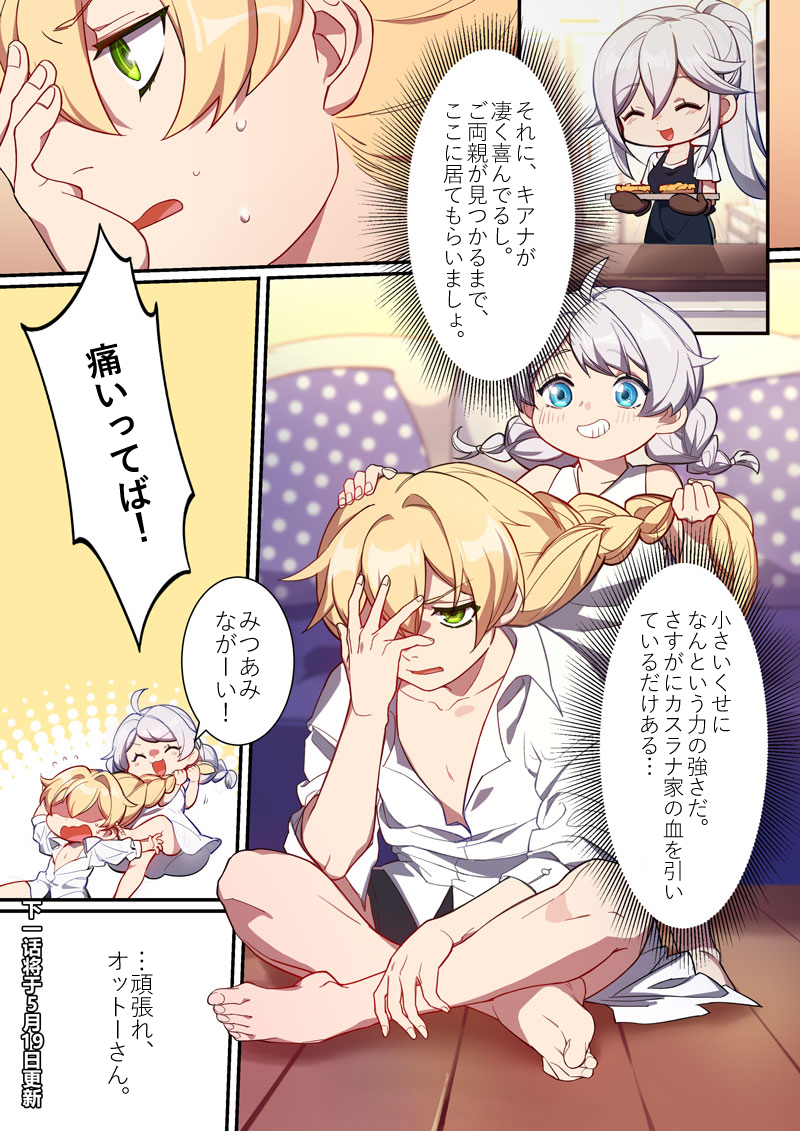 それに、キアナが
凄く喜んでるし。
ご両親が見つかるまで、
ここに居てもらいましょ。
小さいくせに
なんという力の強さだ。
さすがにカスラナ家の血を引い
ているだけある…
痛いってば！
みつあみ
ながーい！
…頑張れ、
オットーさん。
下一话将于5月19日更新